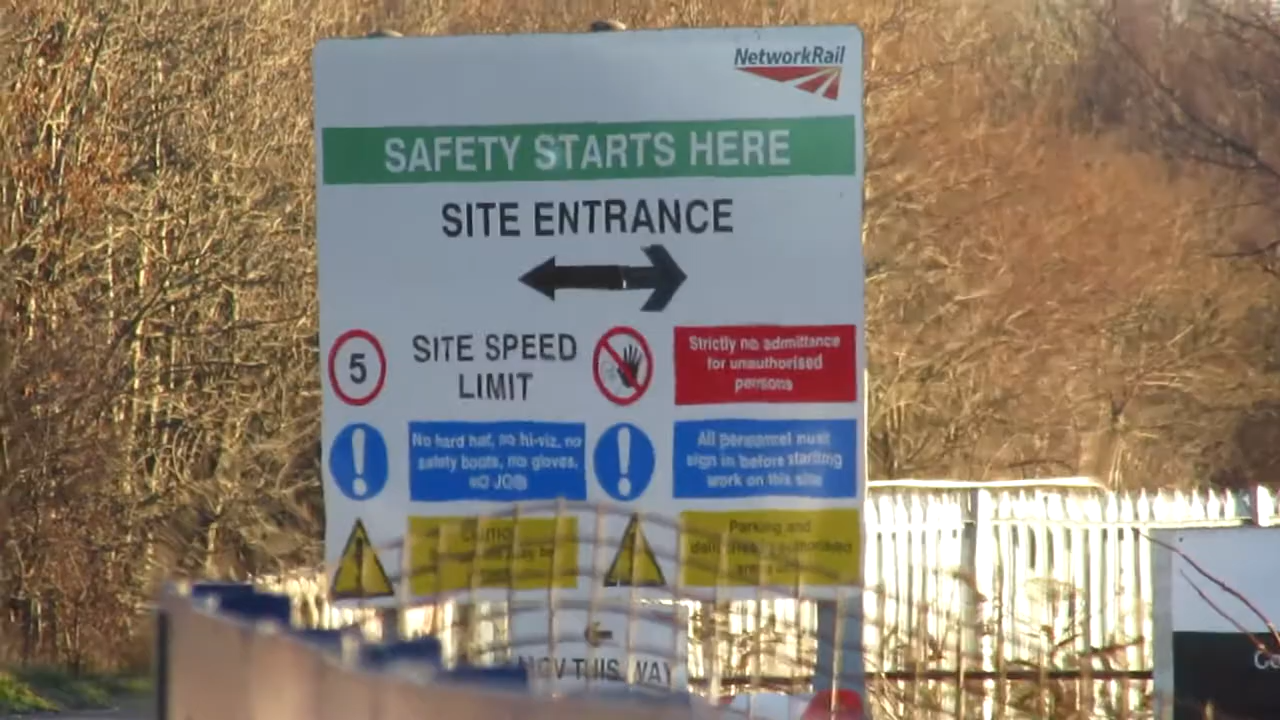 NetworkRail
SAFETY STARTS HERE
SITE ENTRANCE
5
SITE SPEED
LIMIT
Strictly no admittance
for unauthorised
persons
No hard hat, no hi-viz, no
safety boots, no gloves,
NO JOB
All personnel must
sign in before starting
work on this site
Parking and
THIS WAY